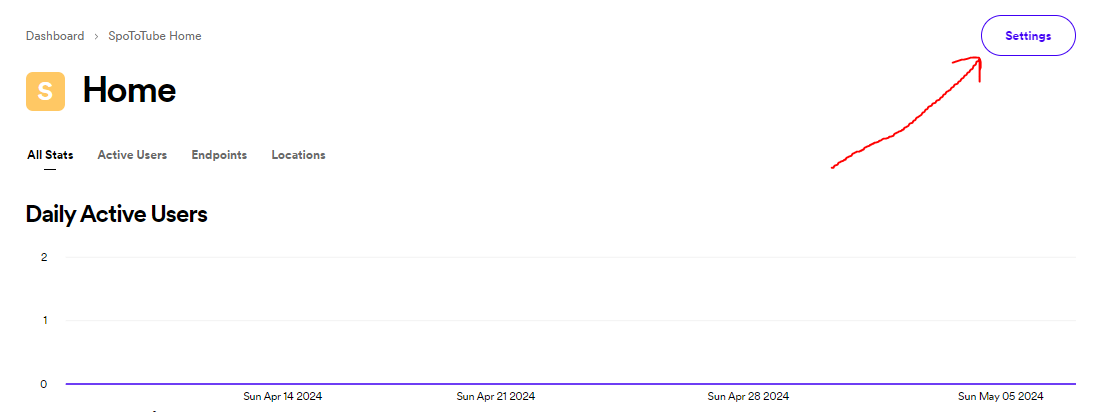 Dashboard > SpoToTube Home
Settings
S Home
All Stats Active Users Endpoints Locations
Daily Active Users
2
1
0
Sun Apr 14 2024 Sun Apr 21 2024 Sun Apr 28 2024 Sun May 05 2024